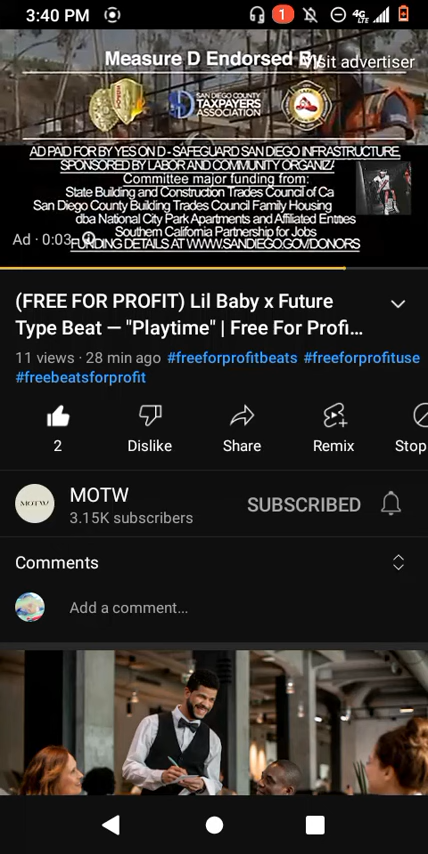 3:40 PM
1
4G
LTE
Measure D Endorsed By
Visit advertiser
SAN DIEGO COUNTY
TAXPAYERS
ASSOCIATION
AD PAID FOR BY YES ON D - SAFEGUARD SAN DIEGO INFRASTRUCTURE,
SPONSORED BY LABOR AND COMMUNITY
Committee major funding from:
State Building and Construction Trades Council of Ca
San Diego County Building Trades Council Family Housing
dba National City Park Apartments and Affiliated Entities
Southern California Partnership for Jobs
Ad · 0:03
FUNDING DETAILS AT WWW.SANDIEGO.GOV/DONORS
(FREE FOR PROFIT) Lil Baby x Future
Type Beat — "Playtime" | Free For Profi...
11 views · 28 min ago #freeforprofitbeats #freeforprofituse
#freebeatsforprofit
2
Dislike
Share
Remix
Stop
MOTW
MOTW
3.15K subscribers
SUBSCRIBED
Comments
Add a comment...